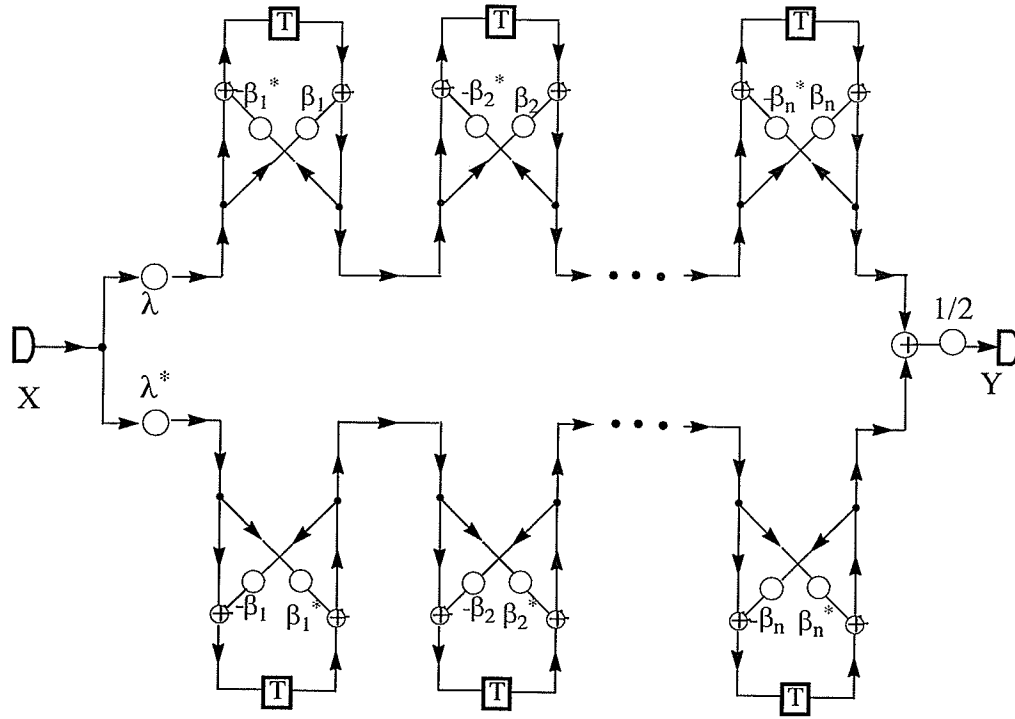 T T T
-β₁* β₁ -β₂* β₂ -βₙ* βₙ
λ 1/2
X λ* Y
-β₁ β₁* -β₂ β₂* -βₙ βₙ*
T T T